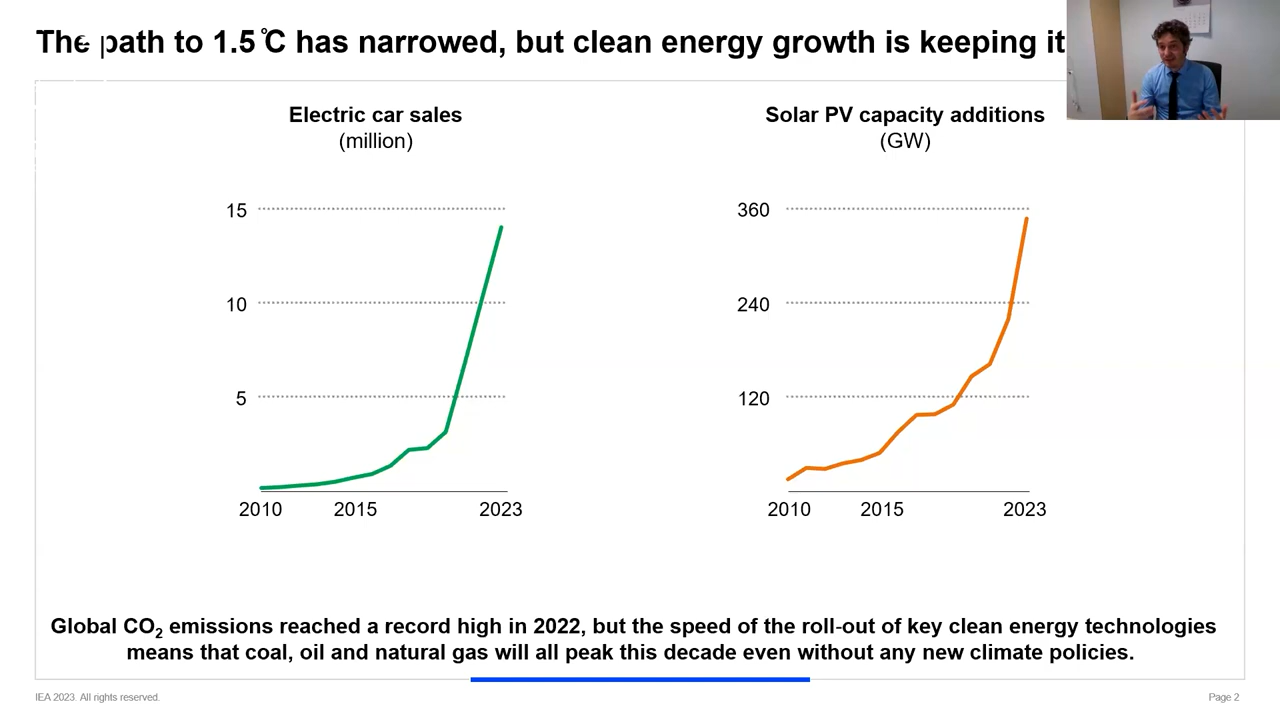 The path to 1.5 °C has narrowed, but clean energy growth is keeping it
Electric car sales
(million)
15
10
5
2010 2015 2023
Solar PV capacity additions
(GW)
360
240
120
2010 2015 2023
Global CO2 emissions reached a record high in 2022, but the speed of the roll-out of key clean energy technologies
means that coal, oil and natural gas will all peak this decade even without any new climate policies.
IEA 2023. All rights reserved.
Page 2